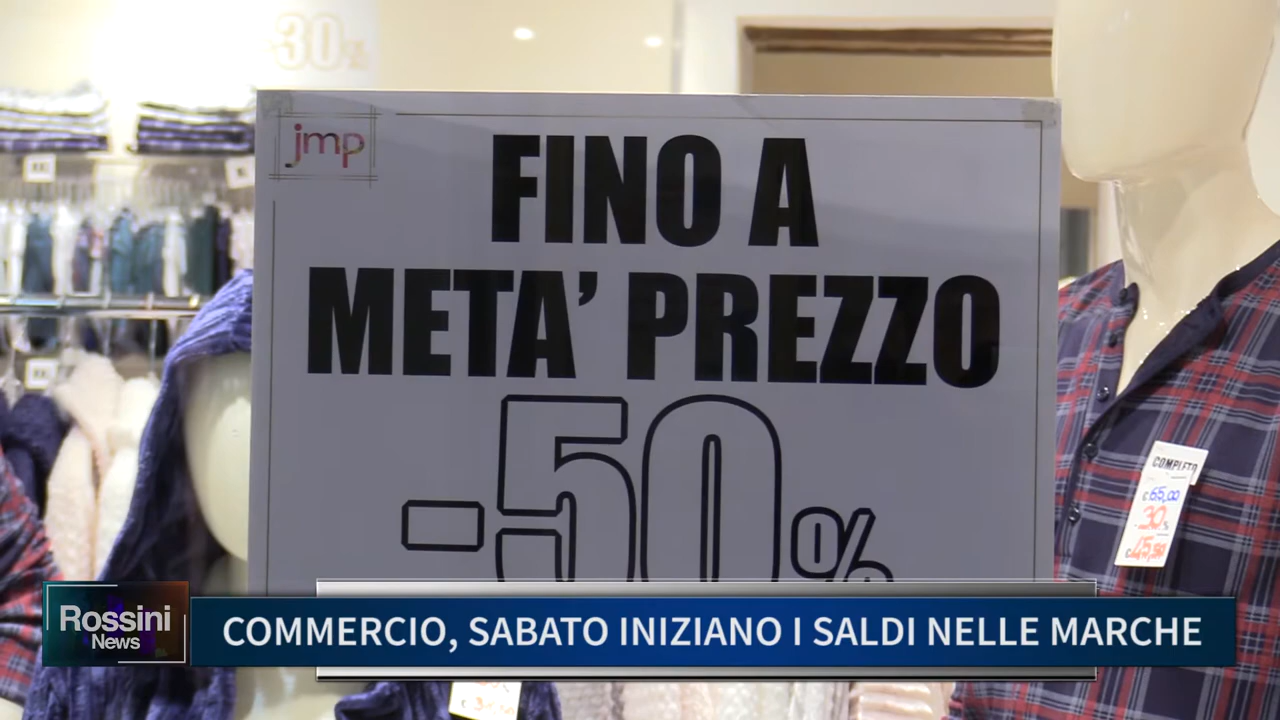 -30%
jmp
FINO A
META' PREZZO
-50%
COMPLETO
€65,00
-30%
€45,50
Rossini
News
COMMERCIO, SABATO INIZIANO I SALDI NELLE MARCHE